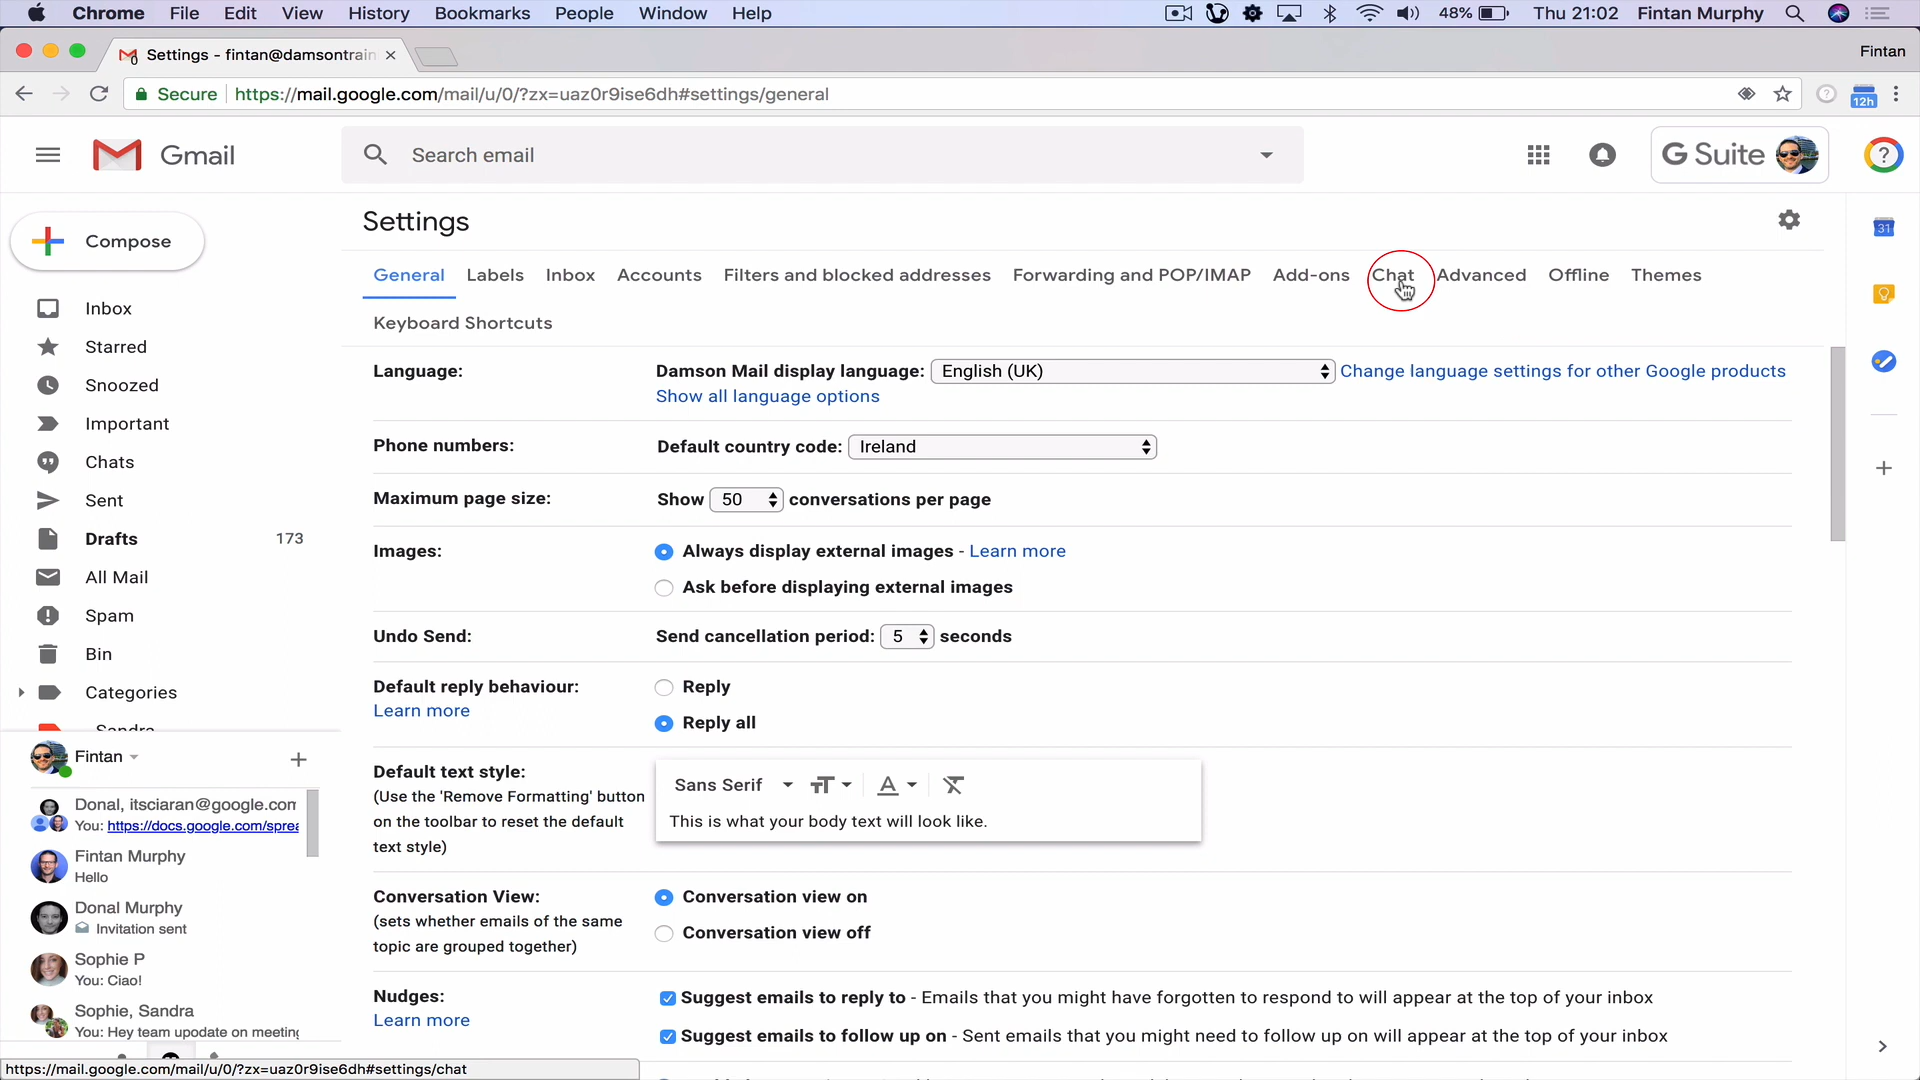 Chrome File Edit View History Bookmarks People Window Help 48% Thu 21:02 Fintan Murphy
Settings - fintan@damsontrain Fintan
Secure https://mail.google.com/mail/u/0/?zx=uaz0r9ise6dh#settings/general 12h
Gmail Search email G Suite ?
Settings
31
Compose
General Labels Inbox Accounts Filters and blocked addresses Forwarding and POP/IMAP Add-ons Chat Advanced Offline Themes
Keyboard Shortcuts
Inbox
Starred
Snoozed
Important
Chats
Sent
Drafts 173
All Mail
Spam
Bin
Categories
Sandra
Language: Damson Mail display language: English (UK) Change language settings for other Google products
Show all language options
Phone numbers: Default country code: Ireland
Maximum page size: Show 50 conversations per page
Images: Always display external images - Learn more
Ask before displaying external images
Undo Send: Send cancellation period: 5 seconds
Default reply behaviour: Reply
Learn more
Reply all
Default text style:
(Use the 'Remove Formatting' button
on the toolbar to reset the default
text style)
Sans Serif
This is what your body text will look like.
Conversation View: Conversation view on
(sets whether emails of the same
topic are grouped together)
Conversation view off
Nudges: Suggest emails to reply to - Emails that you might have forgotten to respond to will appear at the top of your inbox
Learn more
Suggest emails to follow up on - Sent emails that you might need to follow up on will appear at the top of your inbox
Fintan
Donal, itsciaran@google.com
You: https://docs.google.com/sprea
Fintan Murphy
Hello
Donal Murphy
Invitation sent
Sophie P
You: Ciao!
Sophie, Sandra
You: Hey team upodate on meeting
https://mail.google.com/mail/u/0/?zx=uaz0r9ise6dh#settings/chat